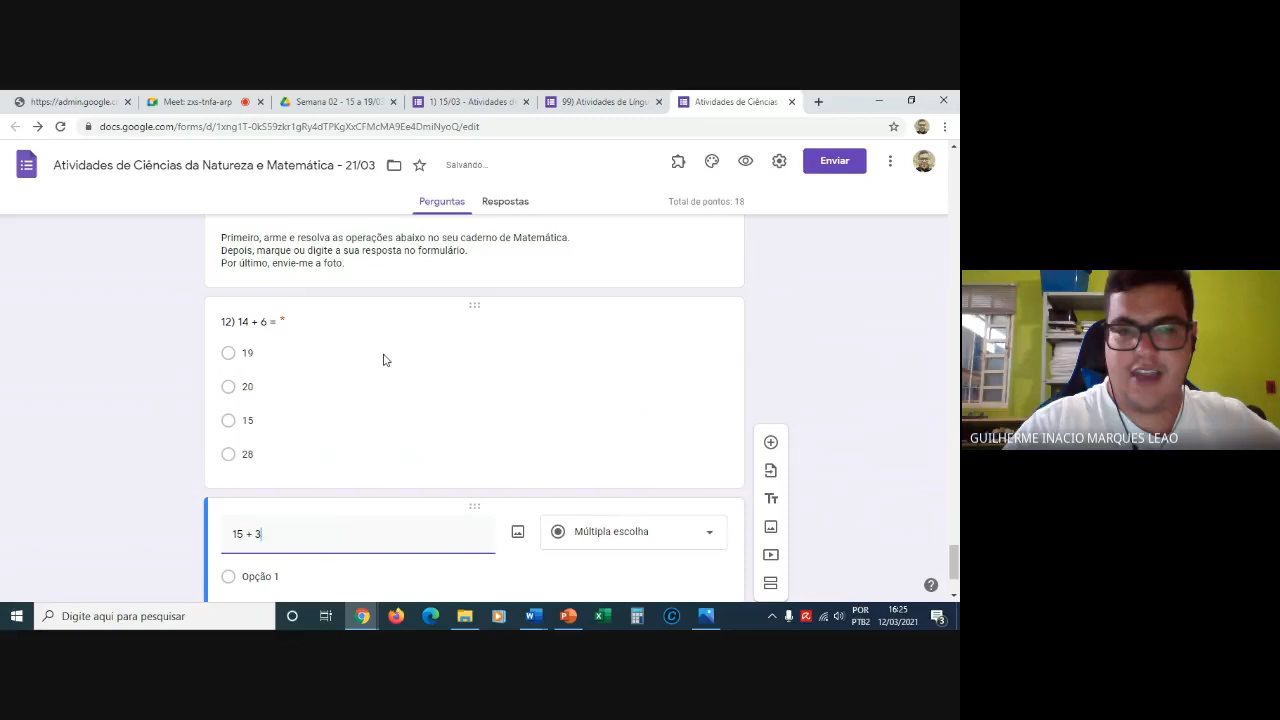 https://admin.google.c
Meet: zxs-tnfa-arp
Semana 02 - 15 a 19/03
1) 15/03 - Atividades d
99) Atividades de Língu
Atividades de Ciências
docs.google.com/forms/d/1xng1T-0kS59zkr1gRy4dTPKgXxCFMcMA9Ee4DmiNyoQ/edit
Atividades de Ciências da Natureza e Matemática - 21/03
Salvando...
Enviar
Perguntas
Respostas
Total de pontos: 18
Primeiro, arme e resolva as operações abaixo no seu caderno de Matemática.
Depois, marque ou digite a sua resposta no formulário.
Por último, envie-me a foto.
12) 14 + 6 = *
19
20
15
28
15 + 3
Múltipla escolha
Opção 1
GUILHERME INACIO MARQUES LEAO
Digite aqui para pesquisar
POR
PTB2
16:25
12/03/2021
3